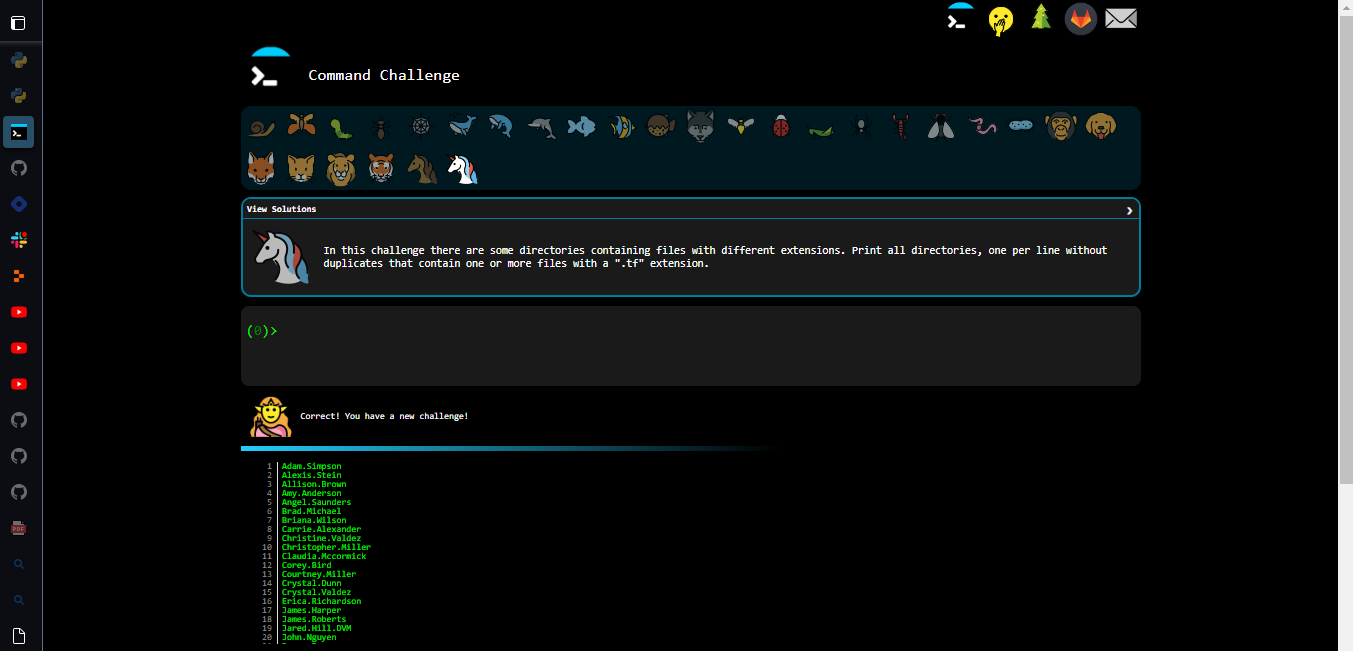 Command Challenge
View Solutions
In this challenge there are some directories containing files with different extensions. Print all directories, one per line without
duplicates that contain one or more files with a ".tf" extension.
(0)>
Correct! You have a new challenge!
1 Adam.Simpson
2 Alexis.Stein
3 Allison.Brown
4 Amy.Anderson
5 Angel.Saunders
6 Brad.Michael
7 Briana.Wilson
8 Carrie.Alexander
9 Christine.Valdez
10 Christopher.Miller
11 Claudia.Mccormick
12 Corey.Bird
13 Courtney.Miller
14 Crystal.Dunn
15 Crystal.Valdez
16 Erica.Richardson
17 James.Harper
18 James.Roberts
19 Jared.Hill.DVM
20 John.Nguyen